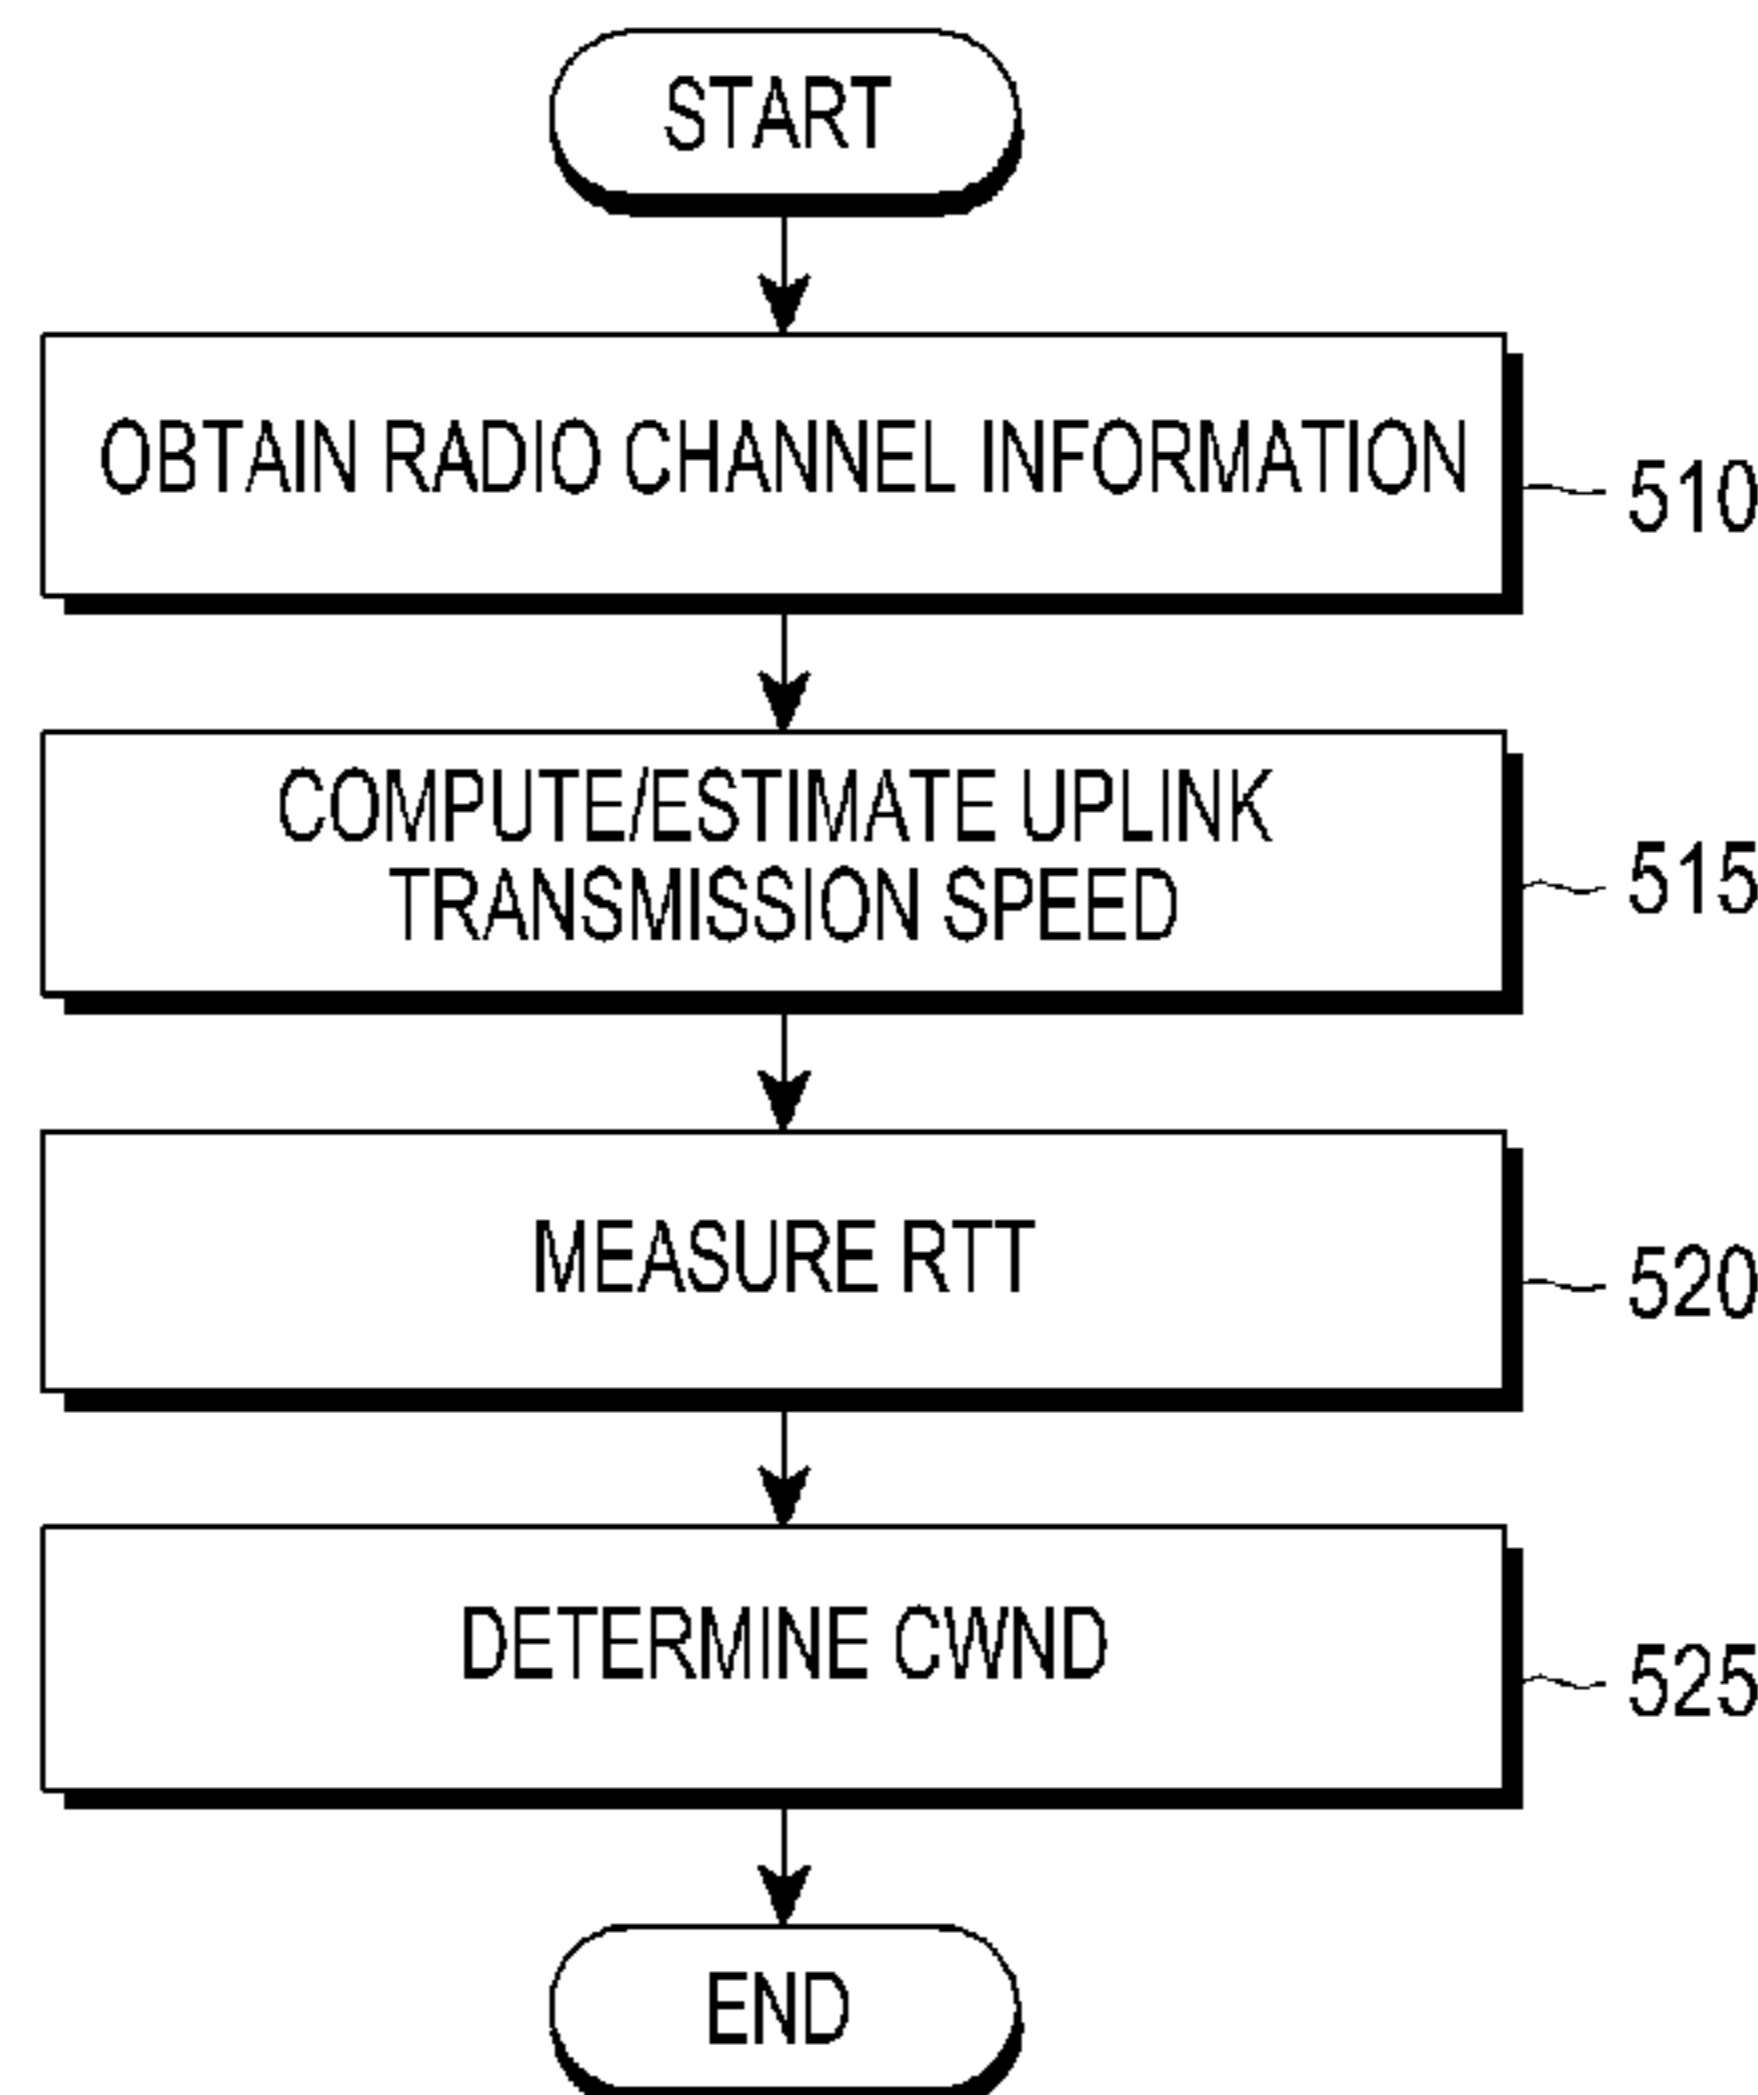 START
OBTAIN RADIO CHANNEL INFORMATION
510
COMPUTE/ESTIMATE UPLINK
TRANSMISSION SPEED
515
MEASURE RTT
520
DETERMINE CWND
525
END